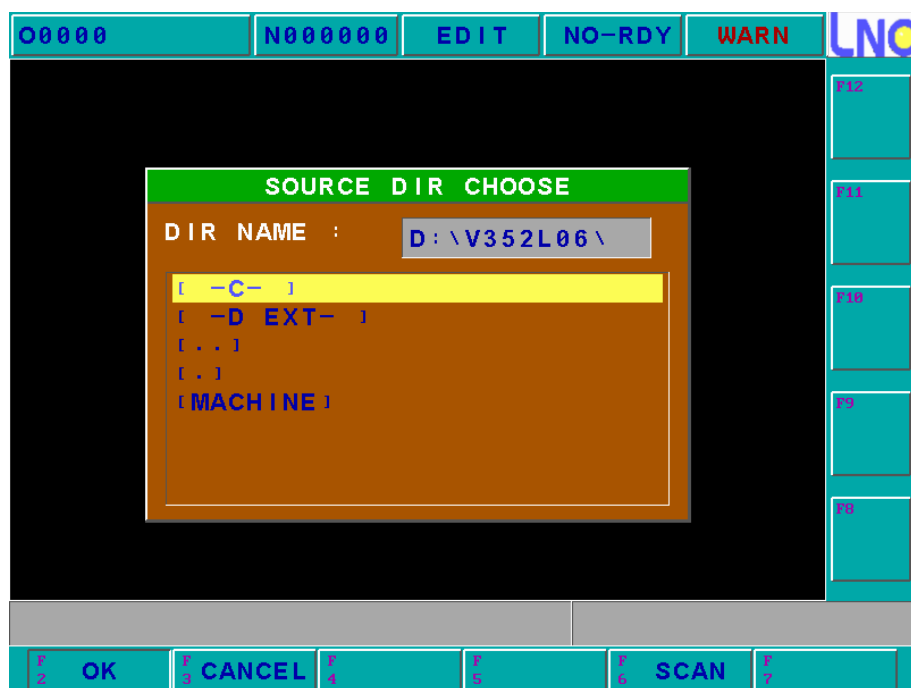 O0000 N000000 EDIT NO-RDY WARN LNC
F12
SOURCE DIR CHOOSE
F11
DIR NAME : D:\V352L06\
[ -C- ]
F10
[ -D EXT- ]
[..]
[.]
[MACHINE]
F9
F8
F2 OK F3 CANCEL F4 F5 F6 SCAN F7